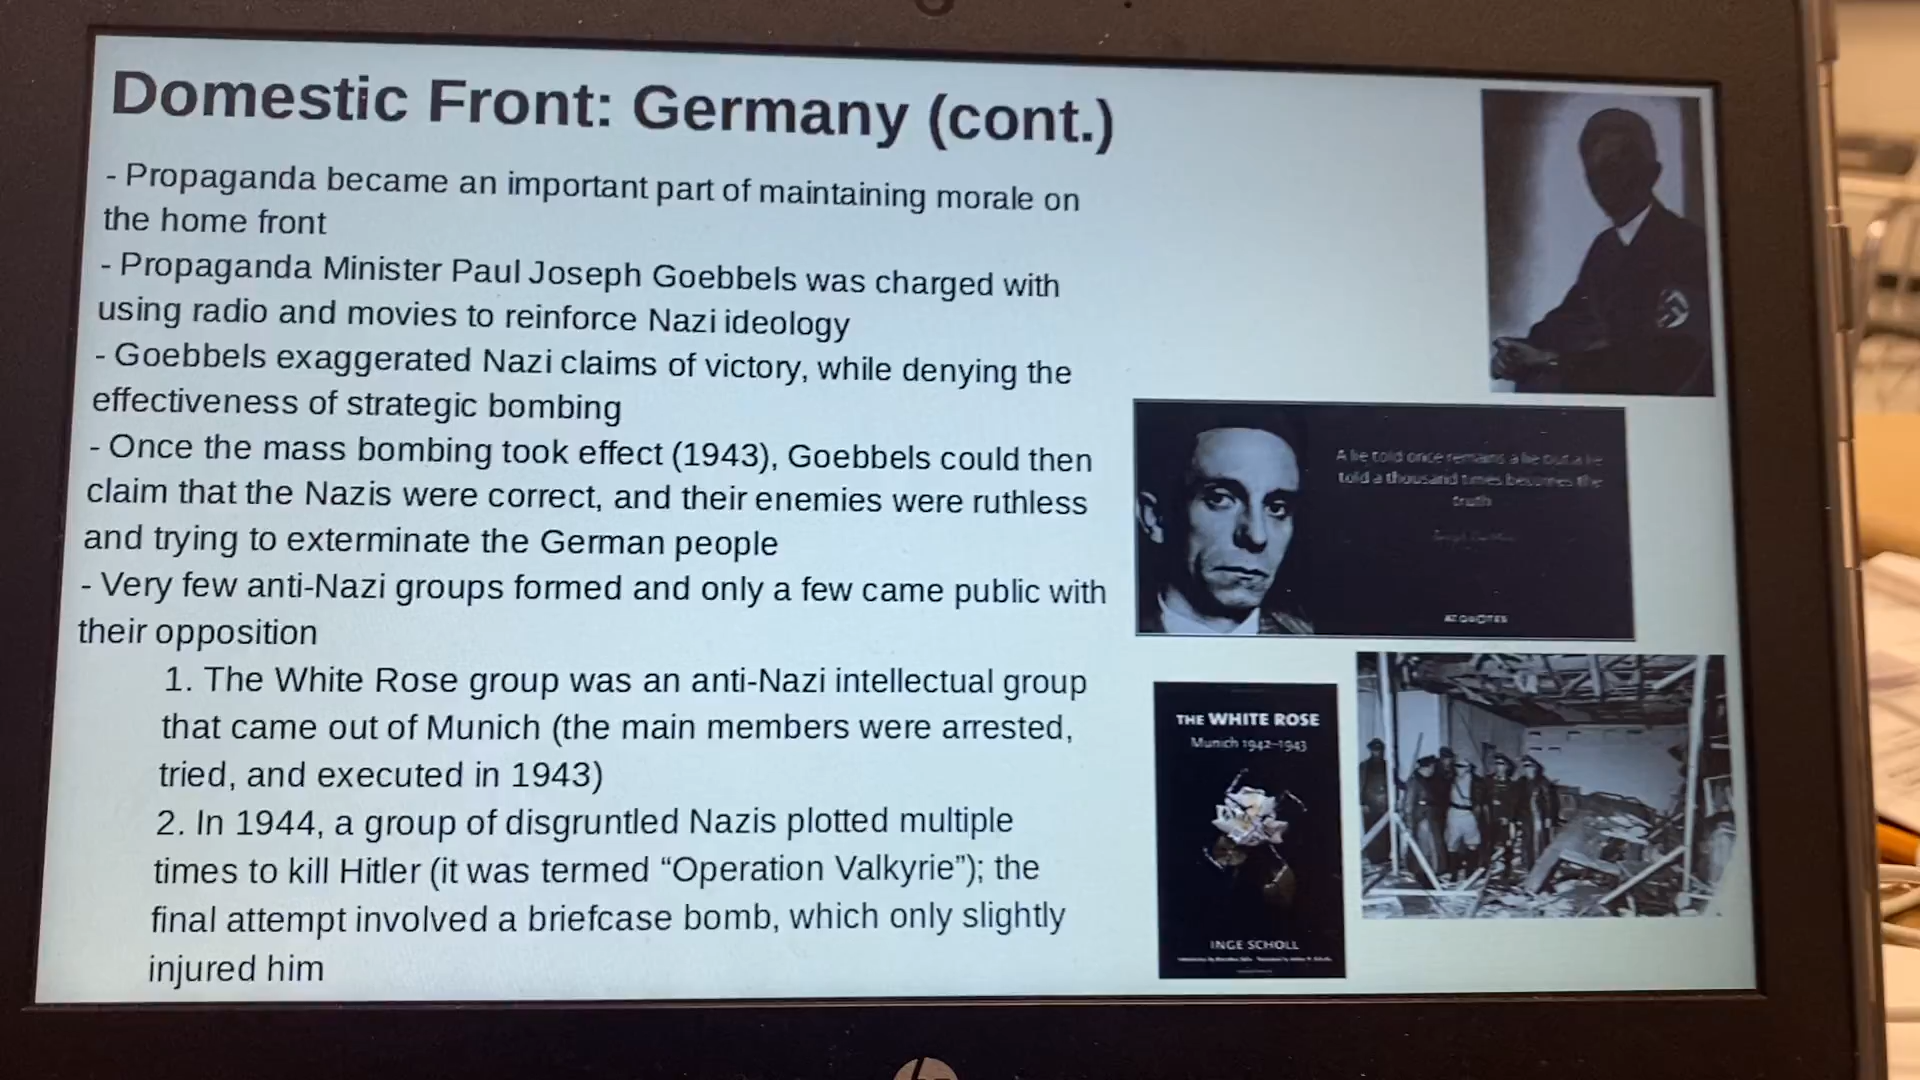 Domestic Front: Germany (cont.)
- Propaganda became an important part of maintaining morale on
the home front
- Propaganda Minister Paul Joseph Goebbels was charged with
using radio and movies to reinforce Nazi ideology
- Goebbels exaggerated Nazi claims of victory, while denying the
effectiveness of strategic bombing
- Once the mass bombing took effect (1943), Goebbels could then
claim that the Nazis were correct, and their enemies were ruthless
and trying to exterminate the German people
- Very few anti-Nazi groups formed and only a few came public with
their opposition
1. The White Rose group was an anti-Nazi intellectual group
that came out of Munich (the main members were arrested,
tried, and executed in 1943)
2. In 1944, a group of disgruntled Nazis plotted multiple
times to kill Hitler (it was termed “Operation Valkyrie”); the
final attempt involved a briefcase bomb, which only slightly
injured him
A lie told once remains a lie but a lie
told a thousand times becomes the
truth
AZ QUOTES
THE WHITE ROSE
Munich 1942–1943
INGE SCHOLL
hp